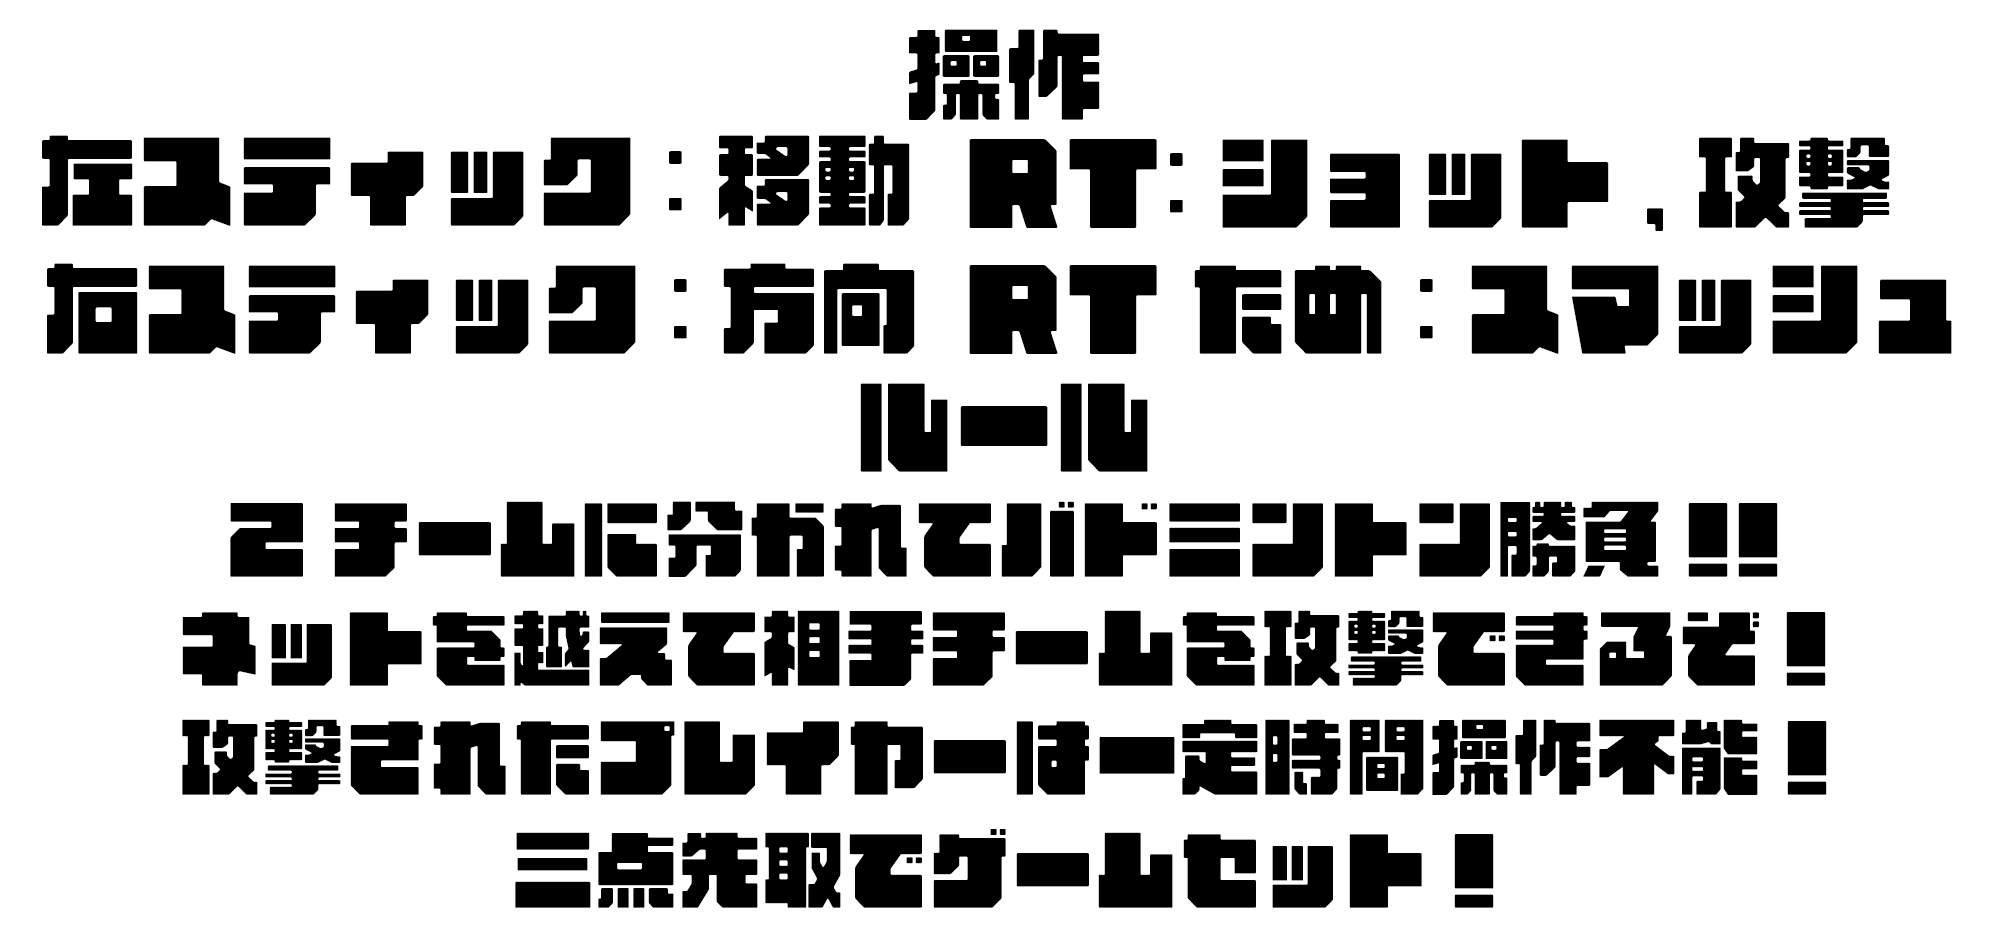 操作
左スティック：移動 RT：ショット,攻撃
右スティック：方向 RT ため：スマッシュ
ルール
2チームに分かれてバドミントン勝負!!
ネットを越えて相手チームを攻撃できるぞ!
攻撃されたプレイヤーは一定時間操作不能!
三点先取でゲームセット!